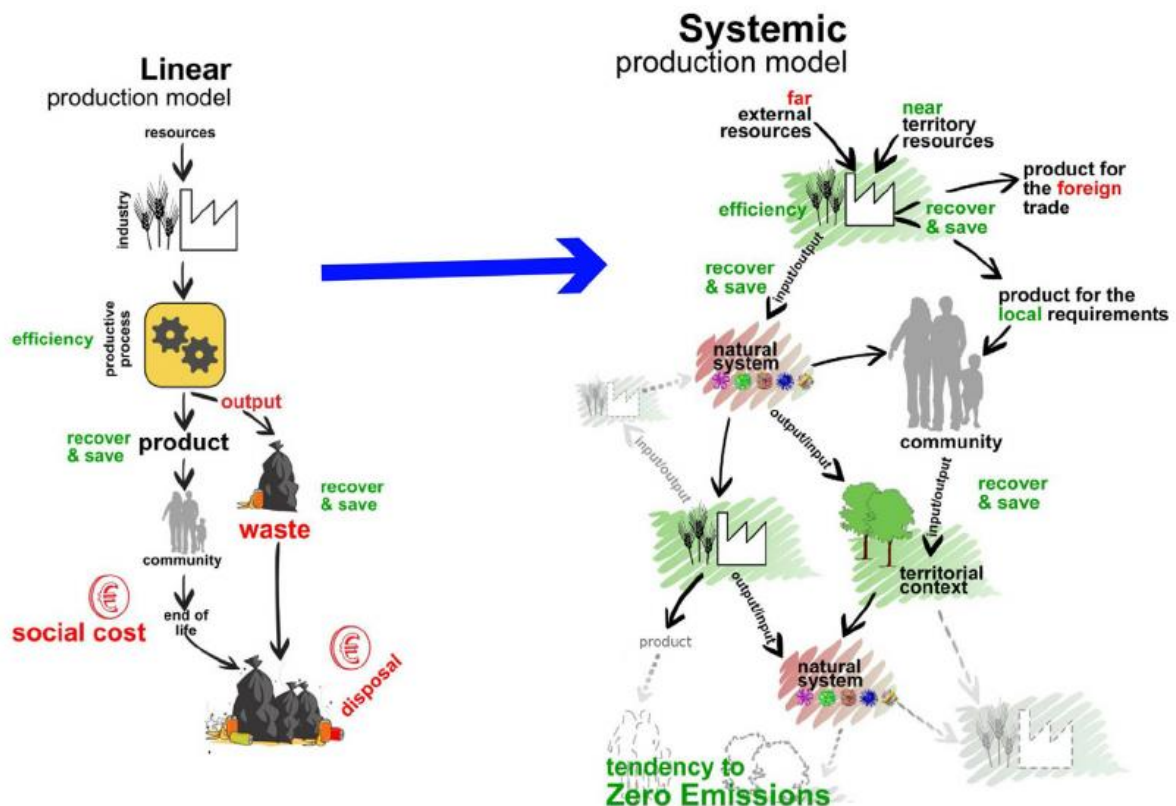 Linear
production model
resources
industry
productive
process
efficiency
output
recover
& save
product
recover
& save
waste
community
€
social cost
end of
life
€
disposal
Systemic
production model
far
external
resources
near
territory
resources
product for
the foreign
trade
efficiency
recover
& save
input/output
recover
& save
product for the
local requirements
natural
system
community
input/output
output/input
input/output
recover
& save
territorial
context
output/input
product
natural
system
tendency to
Zero Emissions